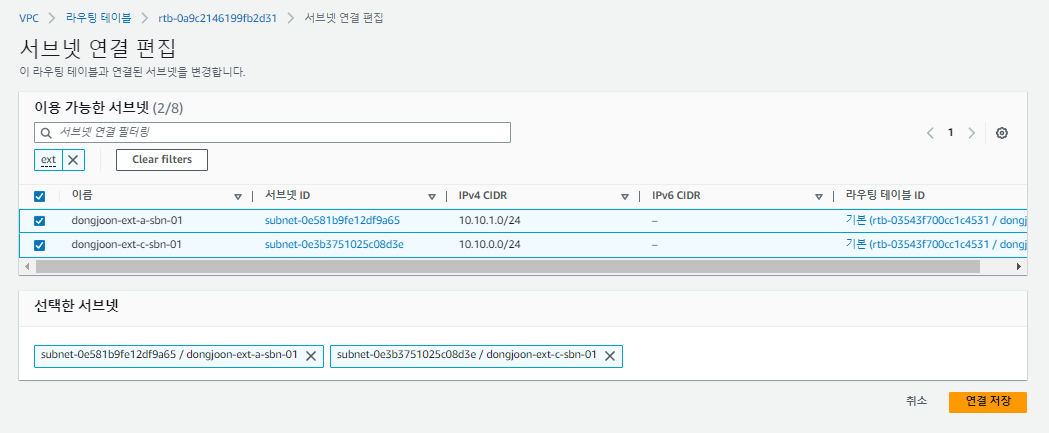 VPC > 라우팅 테이블 > rtb-0a9c2146199fb2d31 > 서브넷 연결 편집
서브넷 연결 편집
이 라우팅 테이블과 연결된 서브넷을 변경합니다.
이용 가능한 서브넷 (2/8)
서브넷 연결 필터링
1
ext
Clear filters
이름 서브넷 ID IPv4 CIDR IPv6 CIDR 라우팅 테이블 ID
dongjoon-ext-a-sbn-01 subnet-0e581b9fe12df9a65 10.10.1.0/24 – 기본 (rtb-03543f700cc1c4531 / dongj
dongjoon-ext-c-sbn-01 subnet-0e3b3751025c08d3e 10.10.0.0/24 – 기본 (rtb-03543f700cc1c4531 / dongj
선택한 서브넷
subnet-0e581b9fe12df9a65 / dongjoon-ext-a-sbn-01 subnet-0e3b3751025c08d3e / dongjoon-ext-c-sbn-01
취소 연결 저장